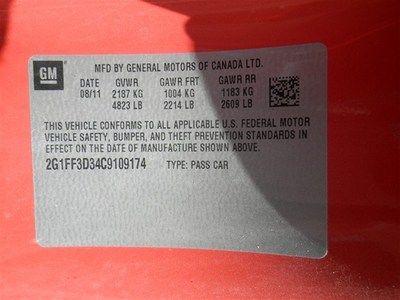 GM
MFD BY GENERAL MOTORS OF CANADA LTD.
DATE GVWR GAWR FRT GAWR RR
08/11 2187 KG 1004 KG 1183 KG
4823 LB 2214 LB 2609 LB
THIS VEHICLE CONFORMS TO ALL APPLICABLE U.S. FEDERAL MOTOR
VEHICLE SAFETY, BUMPER, AND THEFT PREVENTION STANDARDS
IN EFFECT ON THE DATE OF MANUFACTURE SHOWN ABOVE.
2G1FF3D34C9109174 TYPE: PASS CAR